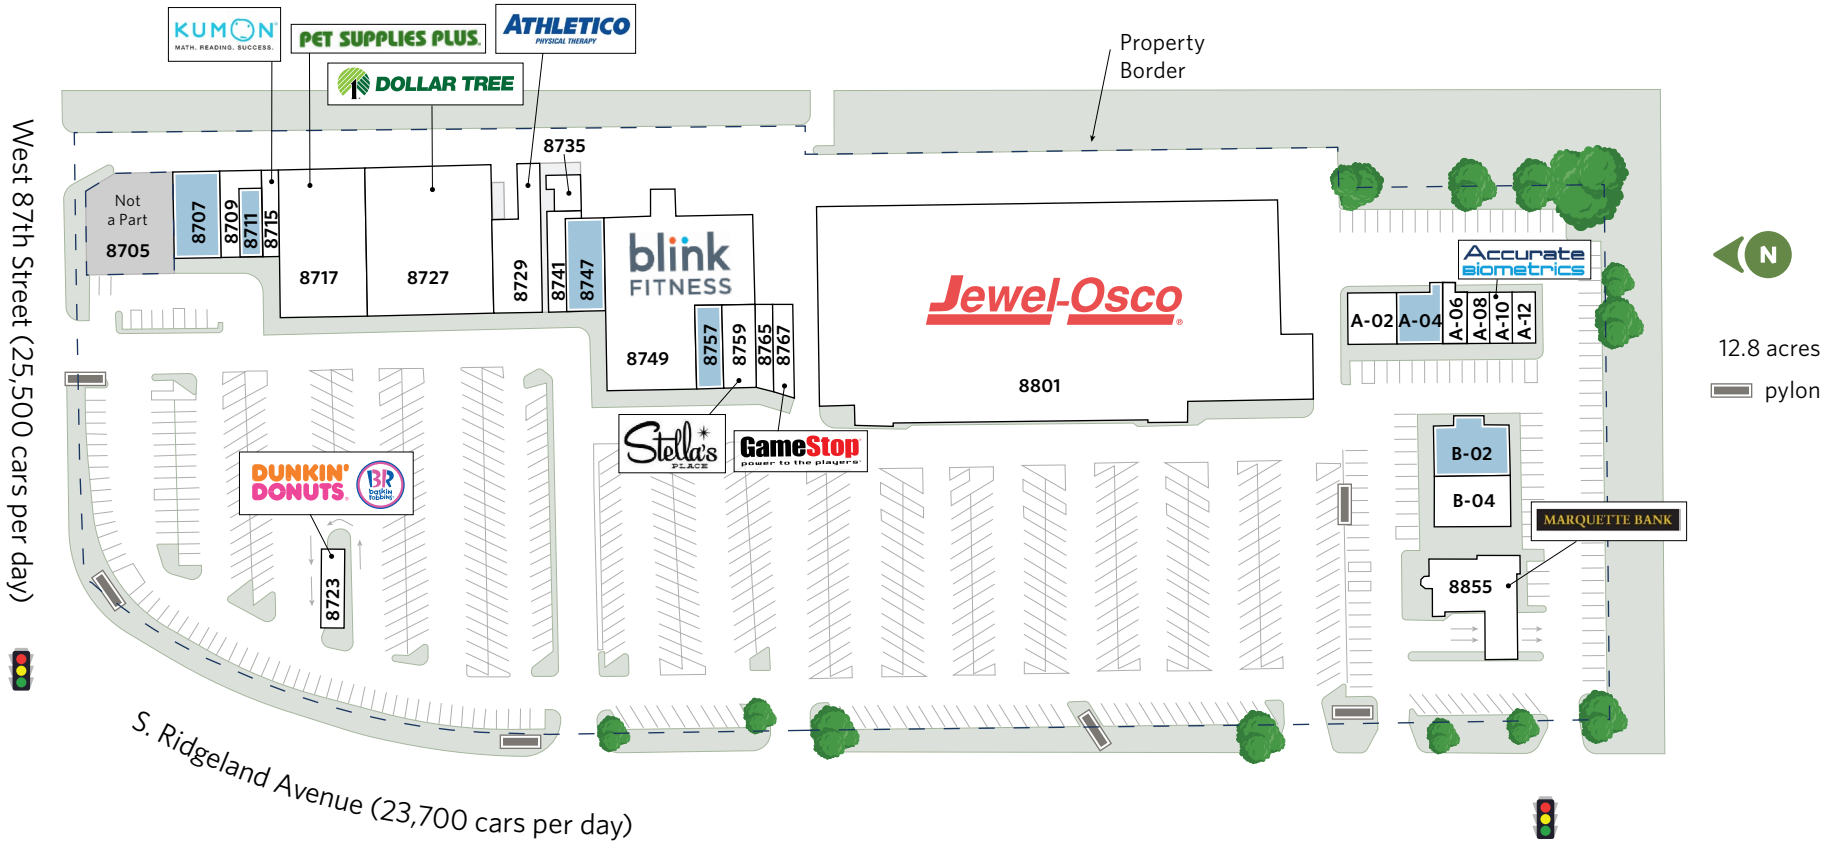 KUMON
MATH. READING. SUCCESS.
PET SUPPLIES PLUS.
ATHLETICO
PHYSICAL THERAPY
DOLLAR TREE
Property
Border
8735
Not
a Part
8705
8707
8709
8711
8715
8717
8727
8729
8741
8747
blink
FITNESS
8749
8757
8759
8765
8767
Jewel-Osco®
8801
Accurate
Biometrics
A-02
A-04
A-06
A-08
A-10
A-12
N
12.8 acres
pylon
Stella's
PLACE
GameStop
power to the players
DUNKIN'
DONUTS
BR
baskin
robbins
8723
B-02
B-04
MARQUETTE BANK
8855
West 87th Street (25,500 cars per day)
S. Ridgeland Avenue (23,700 cars per day)